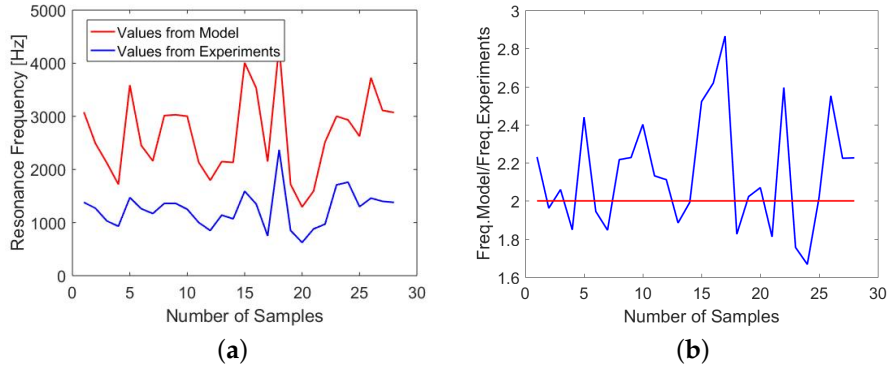 5000
4000
3000
2000
1000
0
Resonance Frequency [Hz]
Values from Model
Values from Experiments
0 5 10 15 20 25 30
Number of Samples
(a)
3
2.8
2.6
2.4
2.2
2
1.8
1.6
Freq.Model/Freq.Experiments
0 5 10 15 20 25 30
Number of Samples
(b)